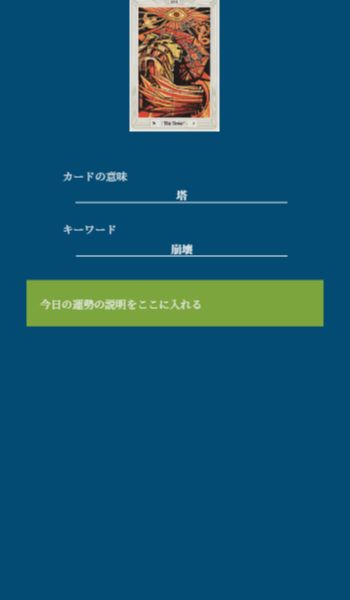 XVI
The Tower
カードの意味
塔
キーワード
崩壊
今日の運勢の説明をここに入れる